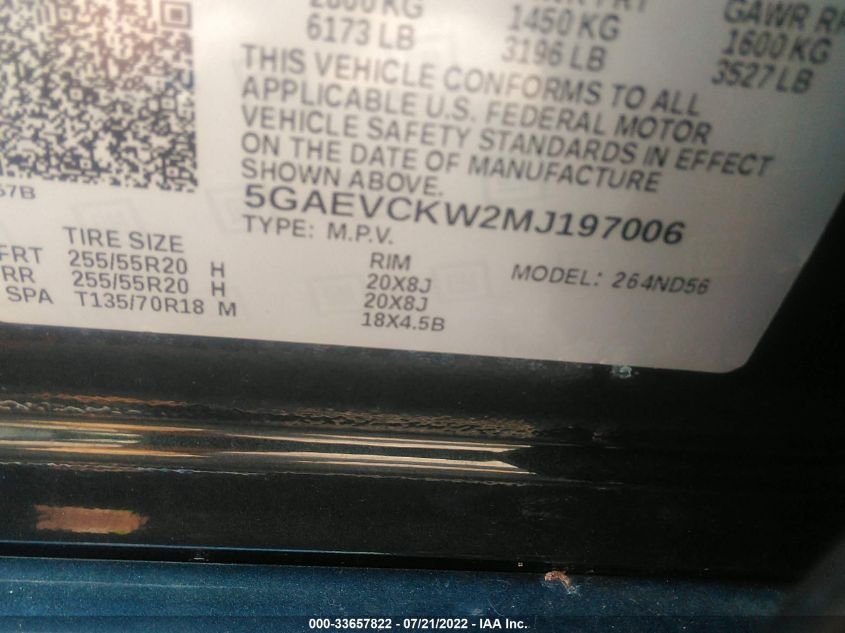 2800 KG
6173 LB
1450 KG
3196 LB
GAWR RR
1600 KG
3527 LB
THIS VEHICLE CONFORMS TO ALL
APPLICABLE U.S. FEDERAL MOTOR
VEHICLE SAFETY STANDARDS IN EFFECT
ON THE DATE OF MANUFACTURE
SHOWN ABOVE.
5GAEVCKW2MJ197006
TYPE: M.P.V.
MODEL: 264ND56
TIRE SIZE RIM
FRT 255/55R20 H 20X8J
RR 255/55R20 H 20X8J
SPA T135/70R18 M 18X4.5B
000-33657822 - 07/21/2022 - IAA Inc.